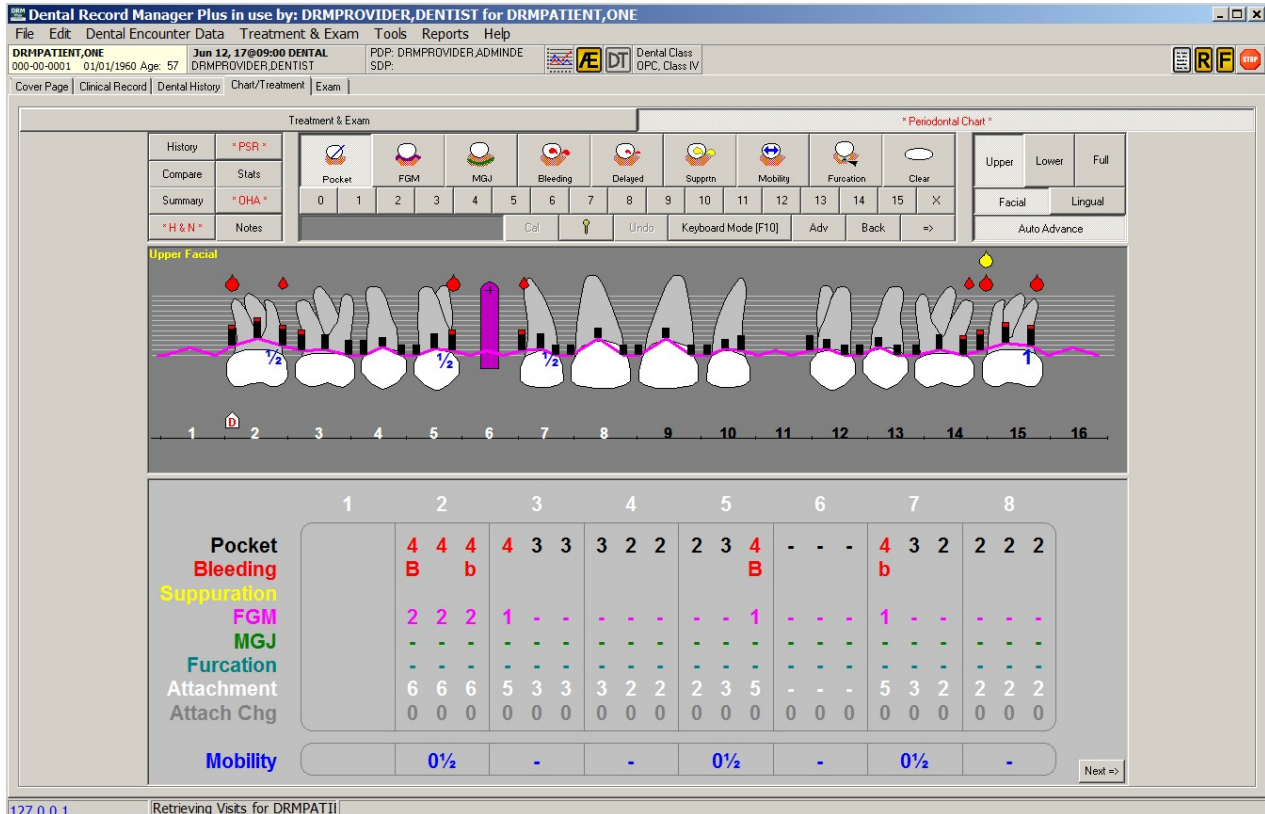 DRM Dental Record Manager Plus in use by: DRMPROVIDER,DENTIST for DRMPATIENT,ONE
File Edit Dental Encounter Data Treatment & Exam Tools Reports Help
DRMPATIENT,ONE Jun 12, 17@09:00 DENTAL PDP: DRMPROVIDER,ADMINDE Dental Class
000-00-0001 01/01/1960 Age: 57 DRMPROVIDER,DENTIST SDP: Æ DT OPC, Class IV R F STOP
Cover Page Clinical Record Dental History Chart/Treatment Exam
Treatment & Exam * Periodontal Chart *
History * PSR *
Compare Stats Pocket FGM MGJ Bleeding Delayed Supprtn Mobility Furcation Clear Upper Lower Full
Summary * OHA * 0 1 2 3 4 5 6 7 8 9 10 11 12 13 14 15 X Facial Lingual
* H & N * Notes Cal Undo Keyboard Mode [F10] Adv Back => Auto Advance
Upper Facial
½ ½ ½ 1
D
1 2 3 4 5 6 7 8 9 10 11 12 13 14 15 16
1 2 3 4 5 6 7 8
Pocket 4 4 4 4 3 3 3 2 2 2 3 4 - - - 4 3 2 2 2 2
Bleeding B b B b
Suppuration
FGM 2 2 2 1 - - - - - - - 1 - - - 1 - - - - -
MGJ - - - - - - - - - - - - - - - - - - - - -
Furcation - - - - - - - - - - - - - - - - - - - - -
Attachment 6 6 6 5 3 3 3 2 2 2 3 5 - - - 5 3 2 2 2 2
Attach Chg 0 0 0 0 0 0 0 0 0 0 0 0 0 0 0 0 0 0 0 0 0
Mobility 0½ - - 0½ - 0½ -
Next =>
127.0.0.1 Retrieving Visits for DRMPATII